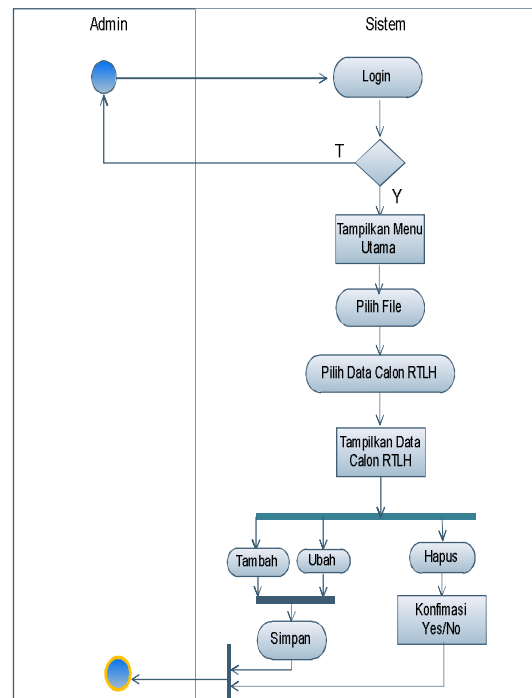 Admin
Sistem
Login
T
Y
Tampilkan Menu
Utama
Pilih File
Pilih Data Calon RTLH
Tampilkan Data
Calon RTLH
Tambah
Ubah
Hapus
Simpan
Konfimasi
Yes/No